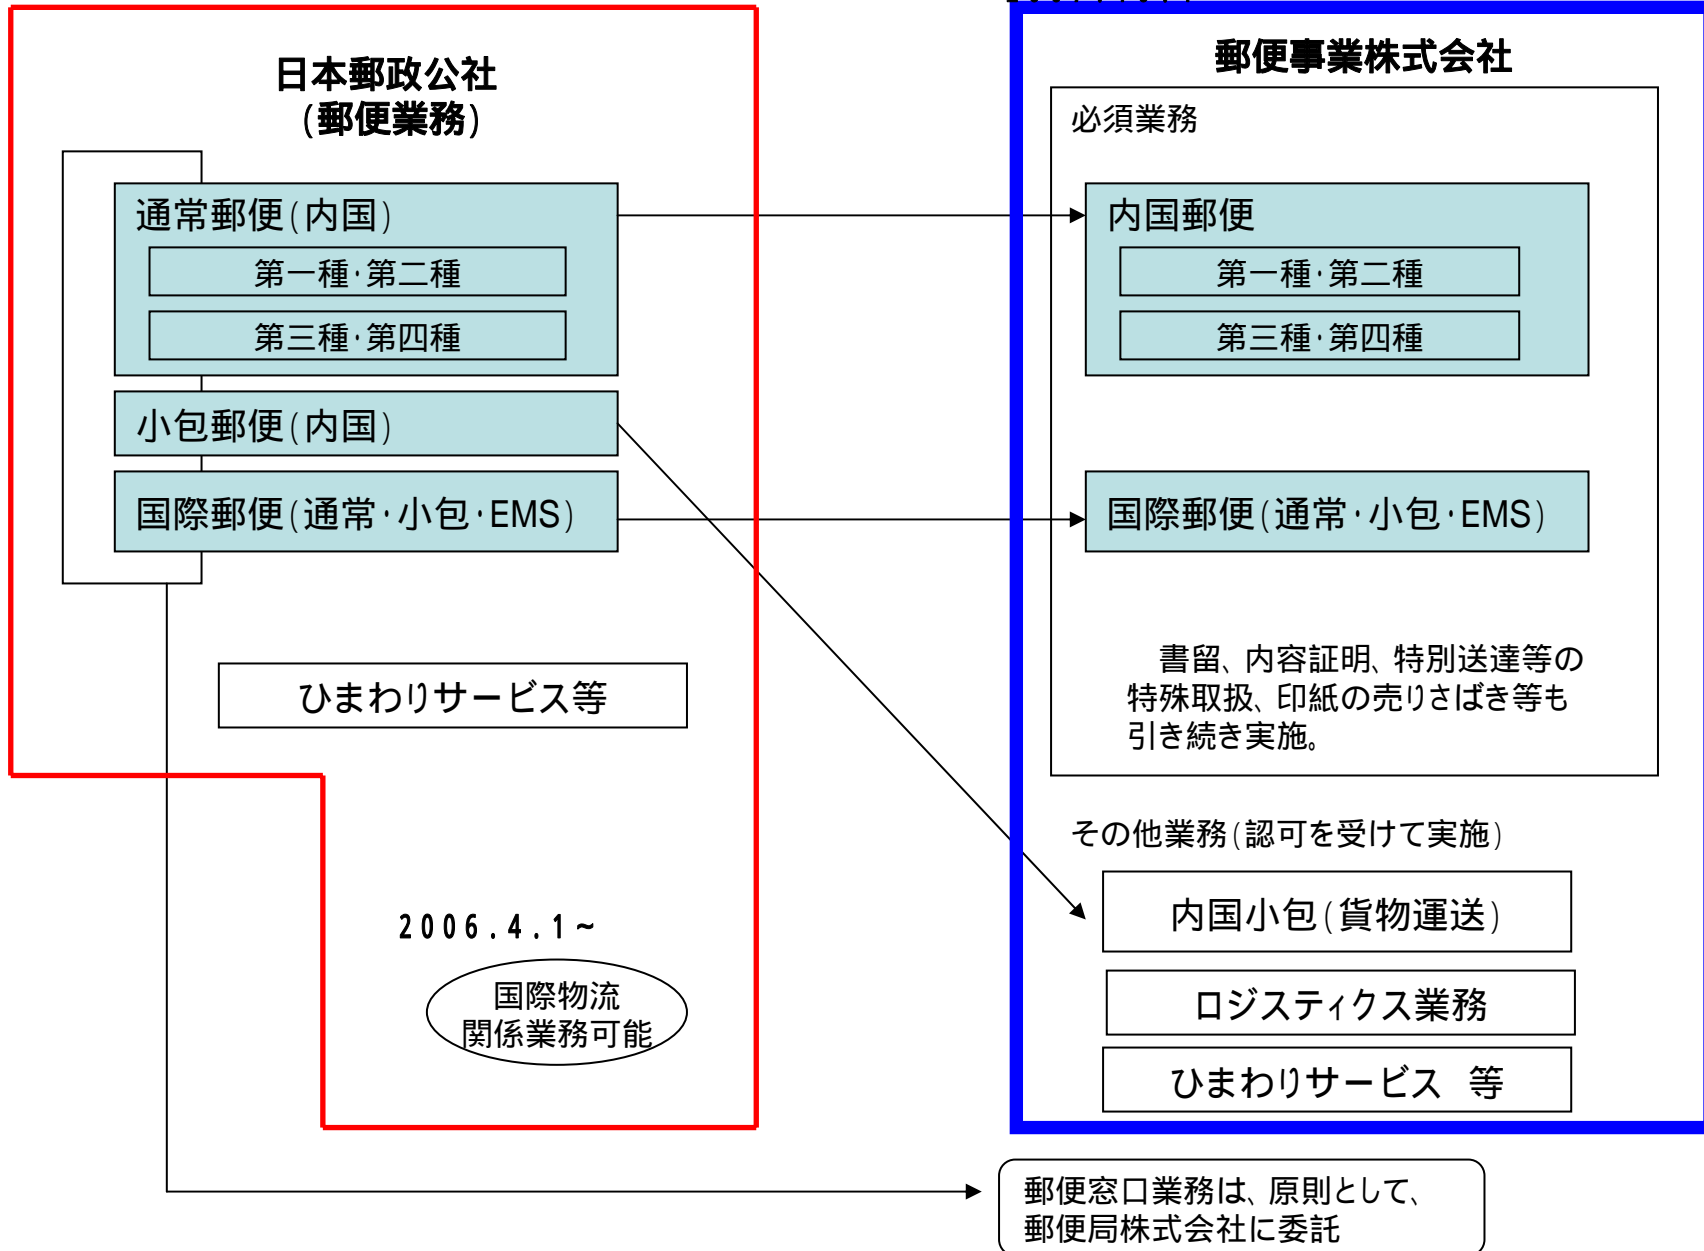 日本郵政公社
(郵便業務)
通常郵便(内国)
第一種・第二種
第三種・第四種
小包郵便(内国)
国際郵便(通常・小包・EMS)
ひまわりサービス等
2006.4.1~
国際物流
関係業務可能
郵便事業株式会社
必須業務
内国郵便
第一種・第二種
第三種・第四種
国際郵便(通常・小包・EMS)
書留、内容証明、特別送達等の
特殊取扱、印紙の売りさばき等も
引き続き実施。
その他業務(認可を受けて実施)
内国小包(貨物運送)
ロジスティクス業務
ひまわりサービス 等
郵便窓口業務は、原則として、
郵便局株式会社に委託